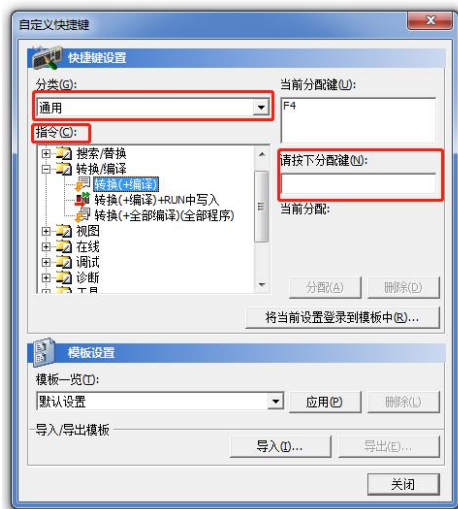 自定义快捷键
快捷键设置
分类(G):
通用
当前分配键(U):
F4
指令(C):
搜索/替换
转换/编译
转换(+编译)
转换(+编译)+RUN中写入
转换(+全部编译)(全部程序)
视图
在线
调试
诊断
工具
请按下分配键(N):
当前分配:
分配(A)
删除(D)
将当前设置登录到模板中(R)...
模板设置
模板一览(T):
默认设置
应用(P)
删除(L)
导入/导出模板
导入(I)...
导出(E)...
关闭